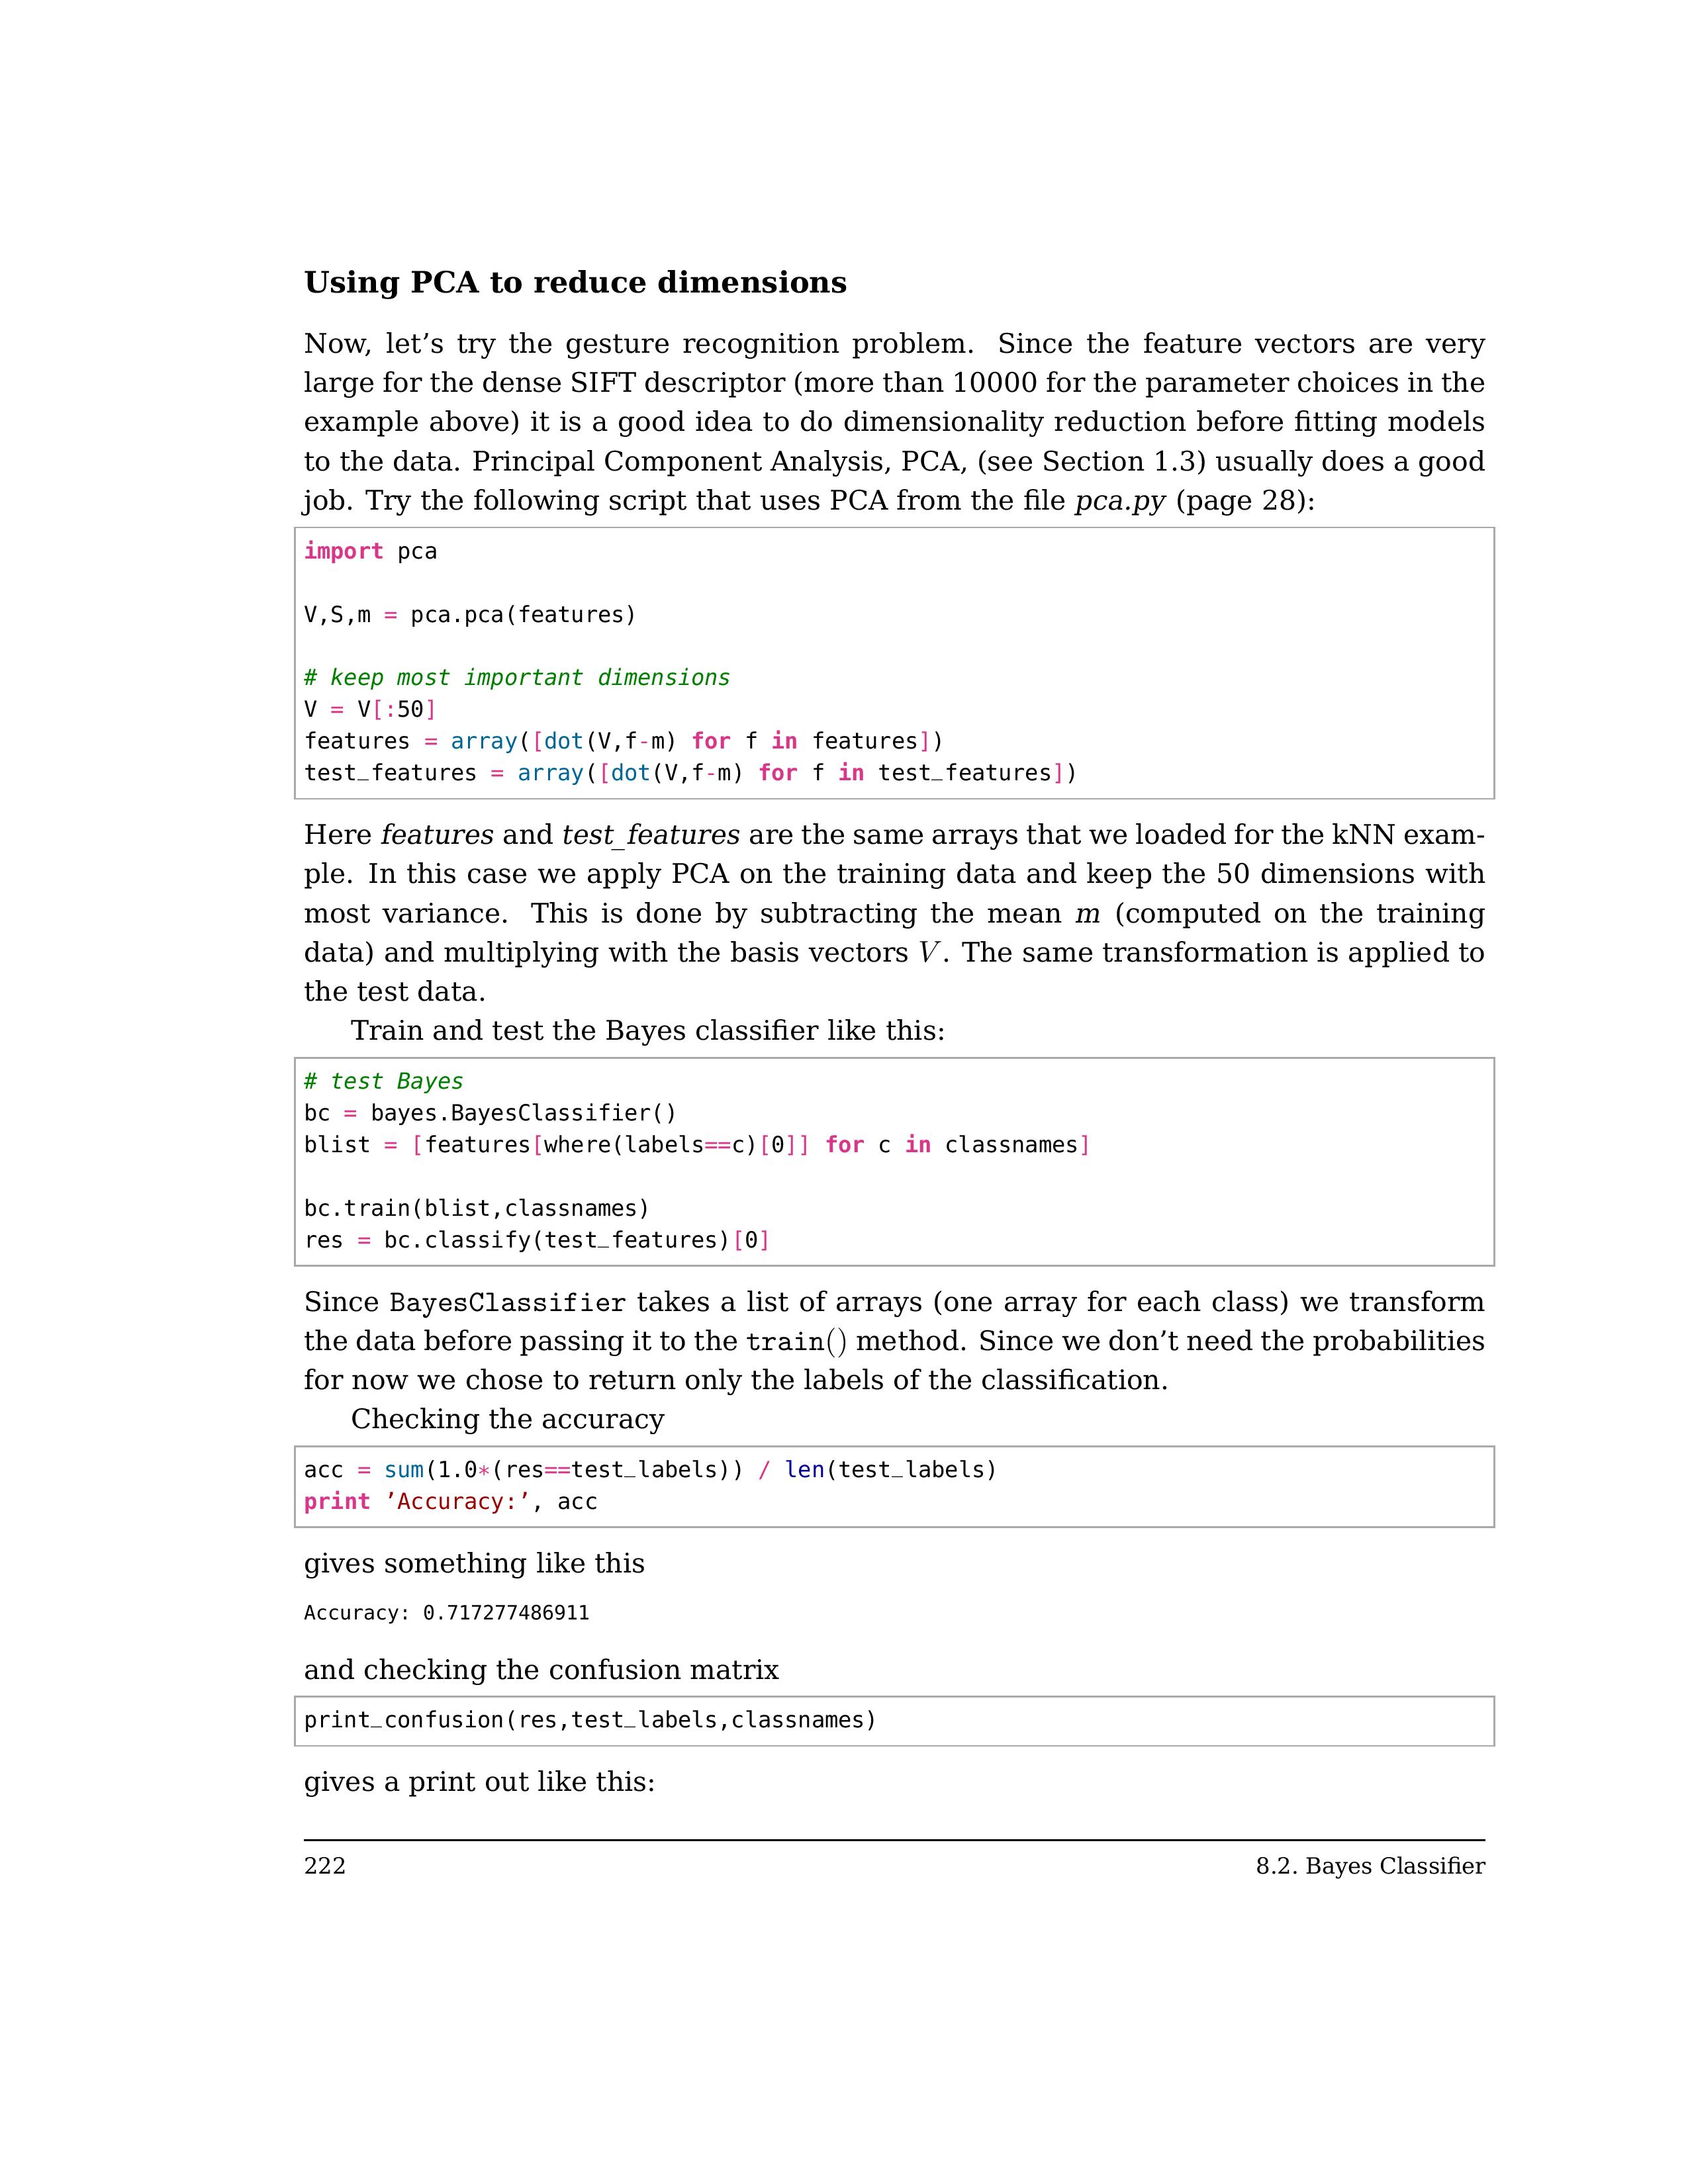 Using PCA to reduce dimensions
Now, let’s try the gesture recognition problem. Since the feature vectors are very
large for the dense SIFT descriptor (more than 10000 for the parameter choices in the
example above) it is a good idea to do dimensionality reduction before fitting models
to the data. Principal Component Analysis, PCA, (see Section 1.3) usually does a good
job. Try the following script that uses PCA from the file pca.py (page 28):
import pca
V,S,m = pca.pca(features)
# keep most important dimensions
V = V[:50]
features = array([dot(V,f-m) for f in features])
test_features = array([dot(V,f-m) for f in test_features])
Here features and test_features are the same arrays that we loaded for the kNN exam-
ple. In this case we apply PCA on the training data and keep the 50 dimensions with
most variance. This is done by subtracting the mean m (computed on the training
data) and multiplying with the basis vectors V. The same transformation is applied to
the test data.
Train and test the Bayes classifier like this:
# test Bayes
bc = bayes.BayesClassifier()
blist = [features[where(labels==c)[0]] for c in classnames]
bc.train(blist,classnames)
res = bc.classify(test_features)[0]
Since BayesClassifier takes a list of arrays (one array for each class) we transform
the data before passing it to the train() method. Since we don’t need the probabilities
for now we chose to return only the labels of the classification.
Checking the accuracy
acc = sum(1.0*(res==test_labels)) / len(test_labels)
print ’Accuracy:’, acc
gives something like this
Accuracy: 0.717277486911
and checking the confusion matrix
print_confusion(res,test_labels,classnames)
gives a print out like this:
222 8.2. Bayes Classifier